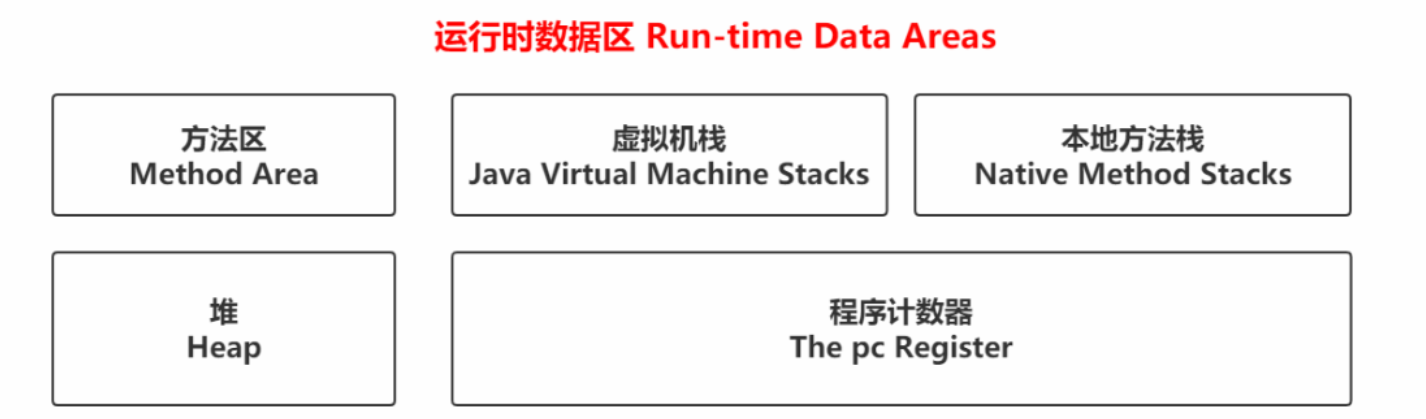 运行时数据区 Run-time Data Areas
方法区
Method Area
虚拟机栈
Java Virtual Machine Stacks
本地方法栈
Native Method Stacks
堆
Heap
程序计数器
The pc Register